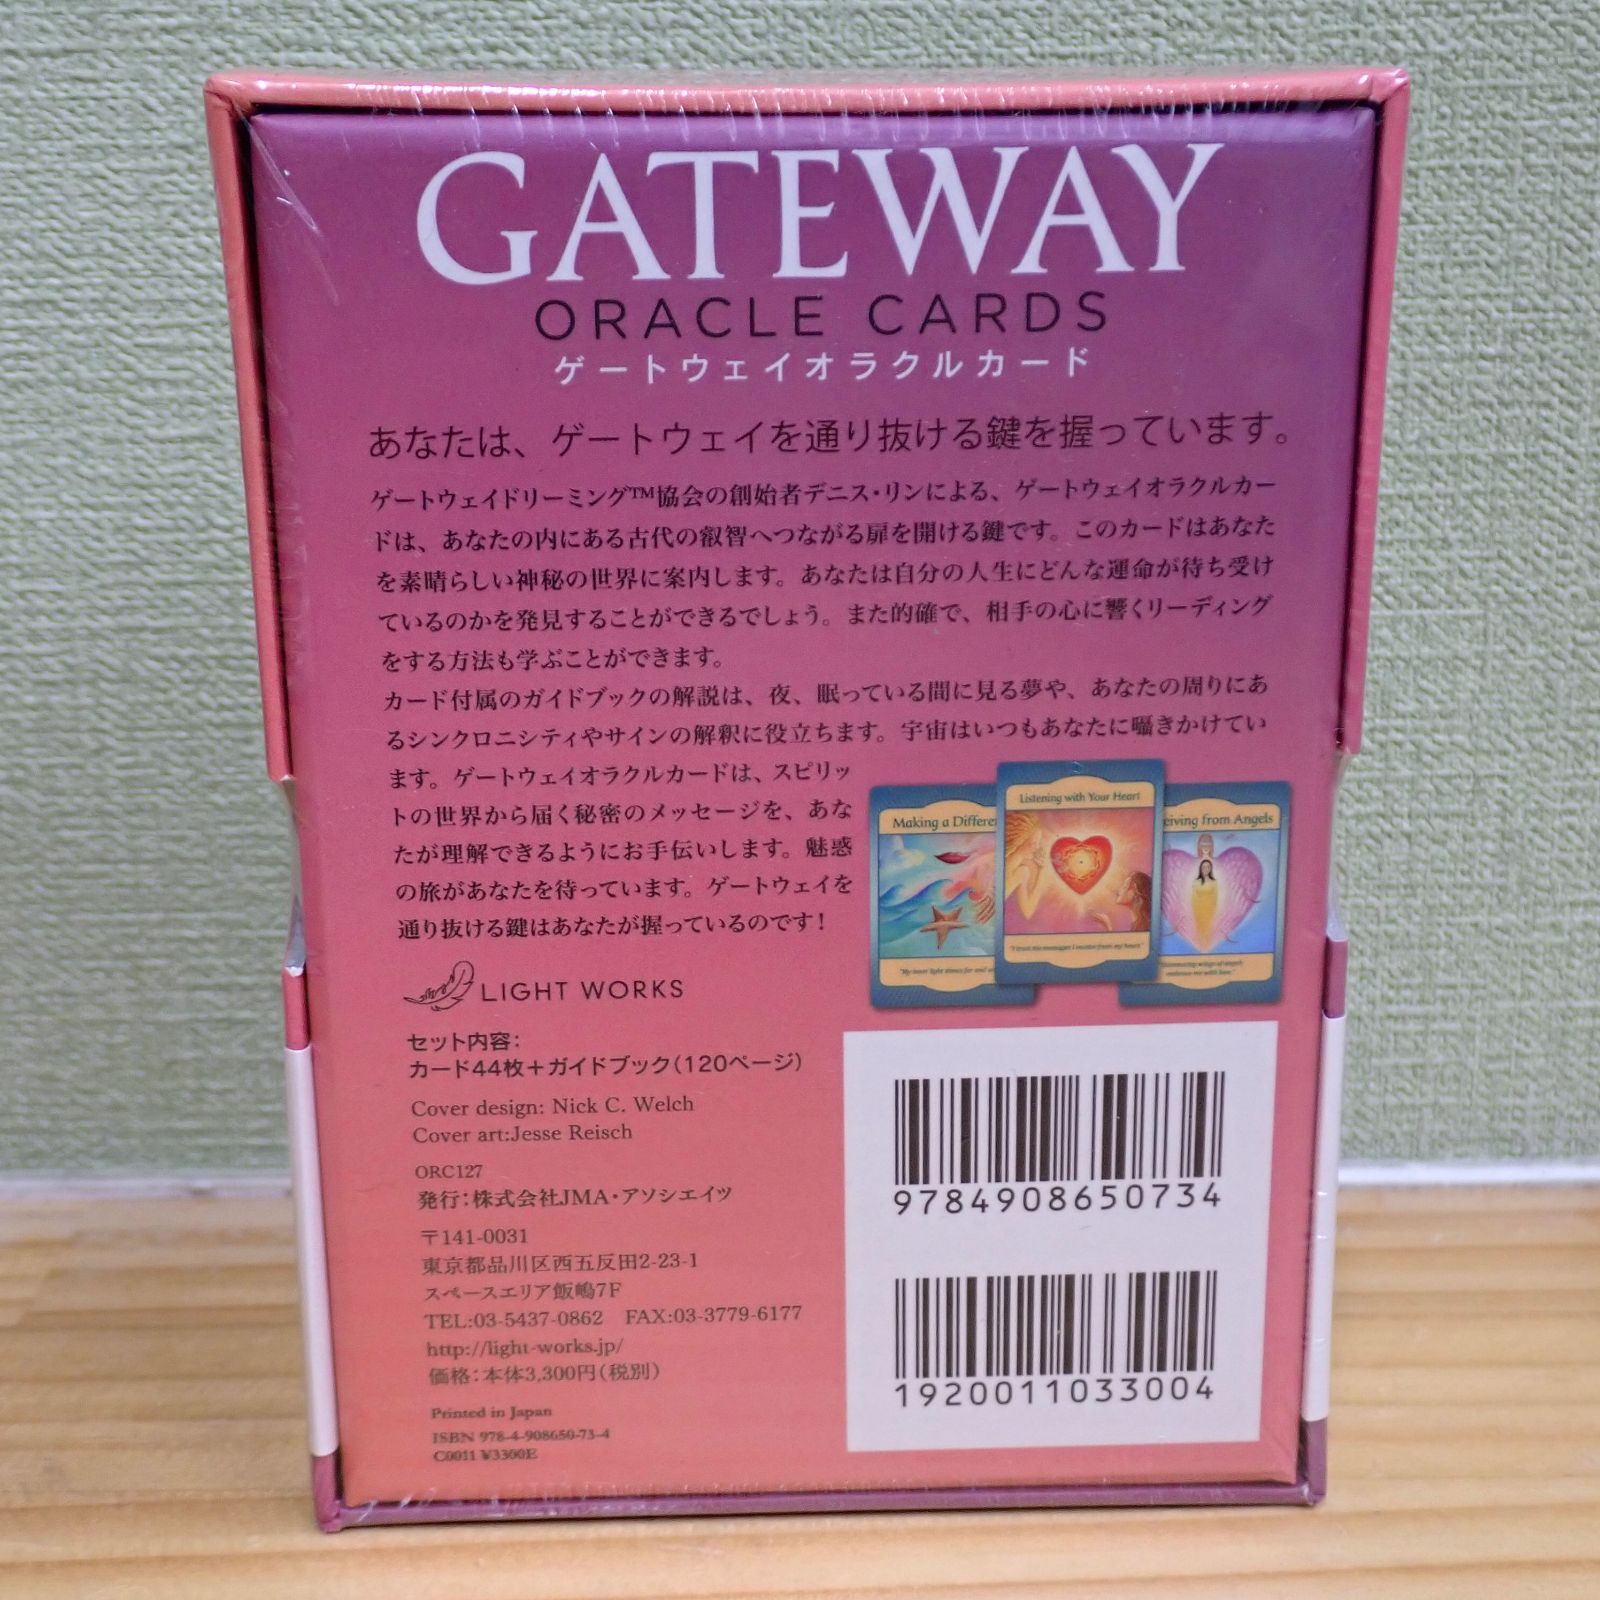 GATEWAY
ORACLE CARDS
ゲートウェイオラクルカード
あなたは、ゲートウェイを通り抜ける鍵を握っています。
ゲートウェイドリーミング™協会の創始者デニス・リンによる、ゲートウェイオラクルカー
ドは、あなたの内にある古代の叡智へつながる扉を開ける鍵です。このカードはあなた
を素晴らしい神秘の世界に案内します。あなたは自分の人生にどんな運命が待ち受け
ているのかを発見することができるでしょう。また的確で、相手の心に響くリーディング
をする方法も学ぶことができます。
カード付属のガイドブックの解説は、夜、眠っている間に見る夢や、あなたの周りにあ
るシンクロニシティやサインの解釈に役立ちます。宇宙はいつもあなたに囁きかけてい
ます。ゲートウェイオラクルカードは、スピリッ
トの世界から届く秘密のメッセージを、あな
たが理解できるようにお手伝いします。魅惑
の旅があなたを待っています。ゲートウェイを
通り抜ける鍵はあなたが握っているのです!
Making a Differen
Listening with Your Heart
eiving from Angels
"I trust the messages I receive from my heart."
"My inner light shines far and
wings of angels
embrace me with love."
LIGHT WORKS
セット内容:
カード44枚+ガイドブック(120ページ)
Cover design: Nick C. Welch
Cover art:Jesse Reisch
ORC127
発行:株式会社JMA・アソシエイツ
〒141-0031
東京都品川区西五反田2-23-1
スペースエリア飯嶋7F
TEL:03-5437-0862 FAX:03-3779-6177
http://light-works.jp/
価格:本体3,300円(税別)
Printed in Japan
ISBN 978-4-908650-73-4
C0011 ¥3300E
9784908650734
1920011033004